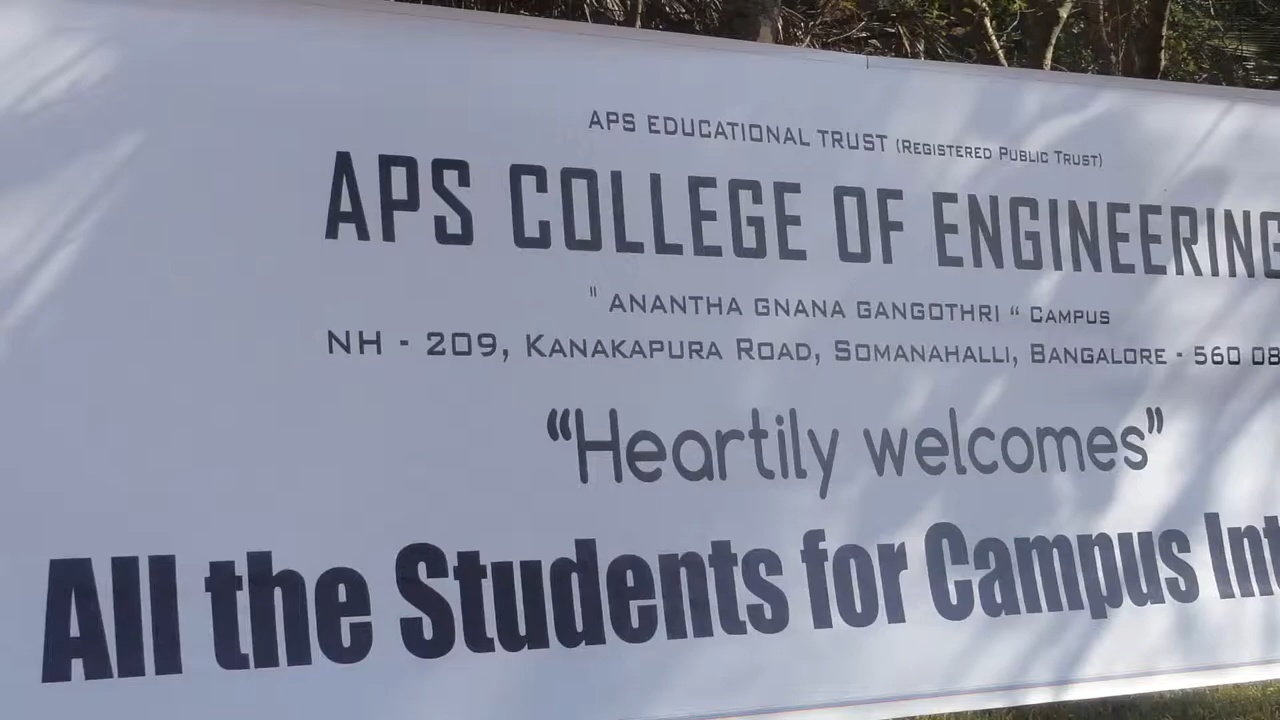 APS EDUCATIONAL TRUST (REGISTERED PUBLIC TRUST)
APS COLLEGE OF ENGINEERING
" ANANTHA GNANA GANGOTHRI “ CAMPUS
NH - 209, KANAKAPURA ROAD, SOMANAHALLI, BANGALORE - 560 08
“Heartily welcomes”
All the Students for Campus Int